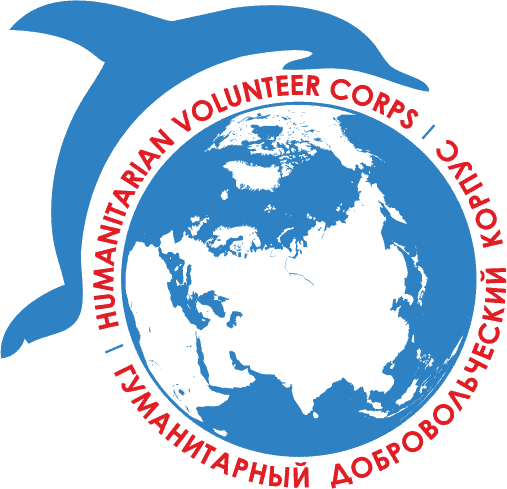 HUMANITARIAN VOLUNTEER CORPS
ГУМАНИТАРНЫЙ ДОБРОВОЛЬЧЕСКИЙ КОРПУС